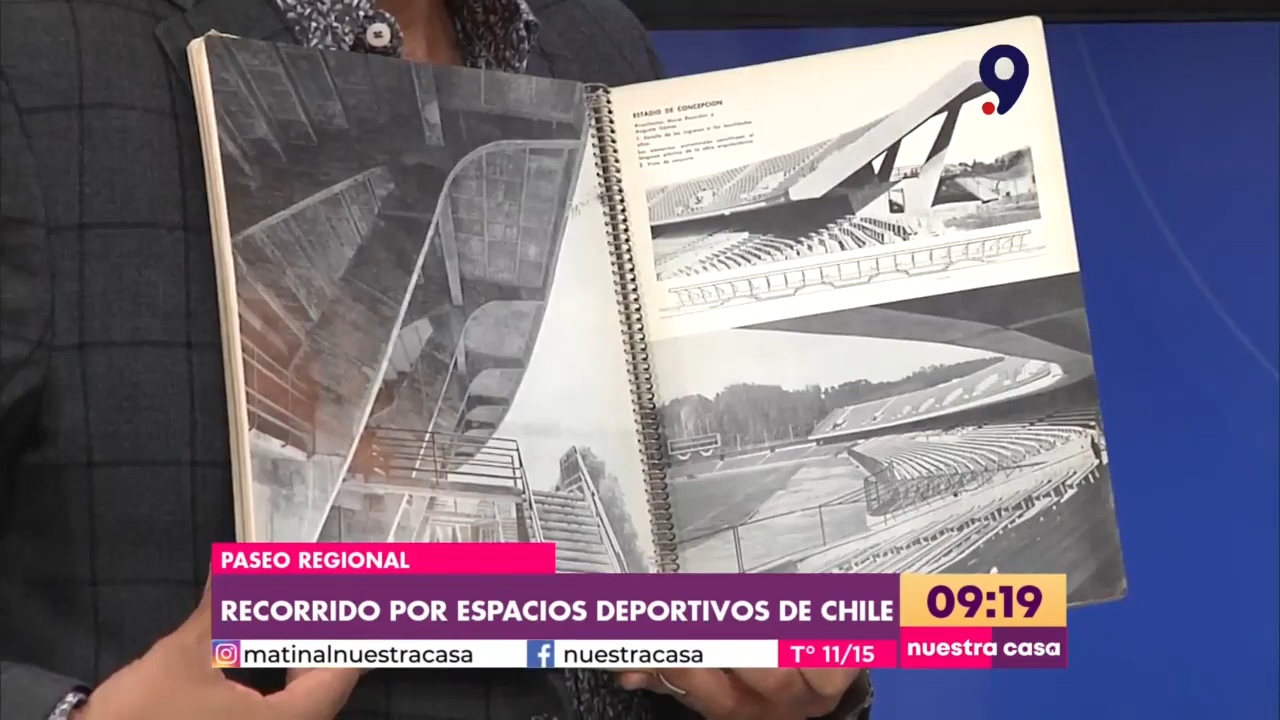 9
ESTADIO DE CONCEPCION
PASEO REGIONAL
RECORRIDO POR ESPACIOS DEPORTIVOS DE CHILE
09:19
matinalnuestracasa
nuestracasa
T° 11/15
nuestra casa